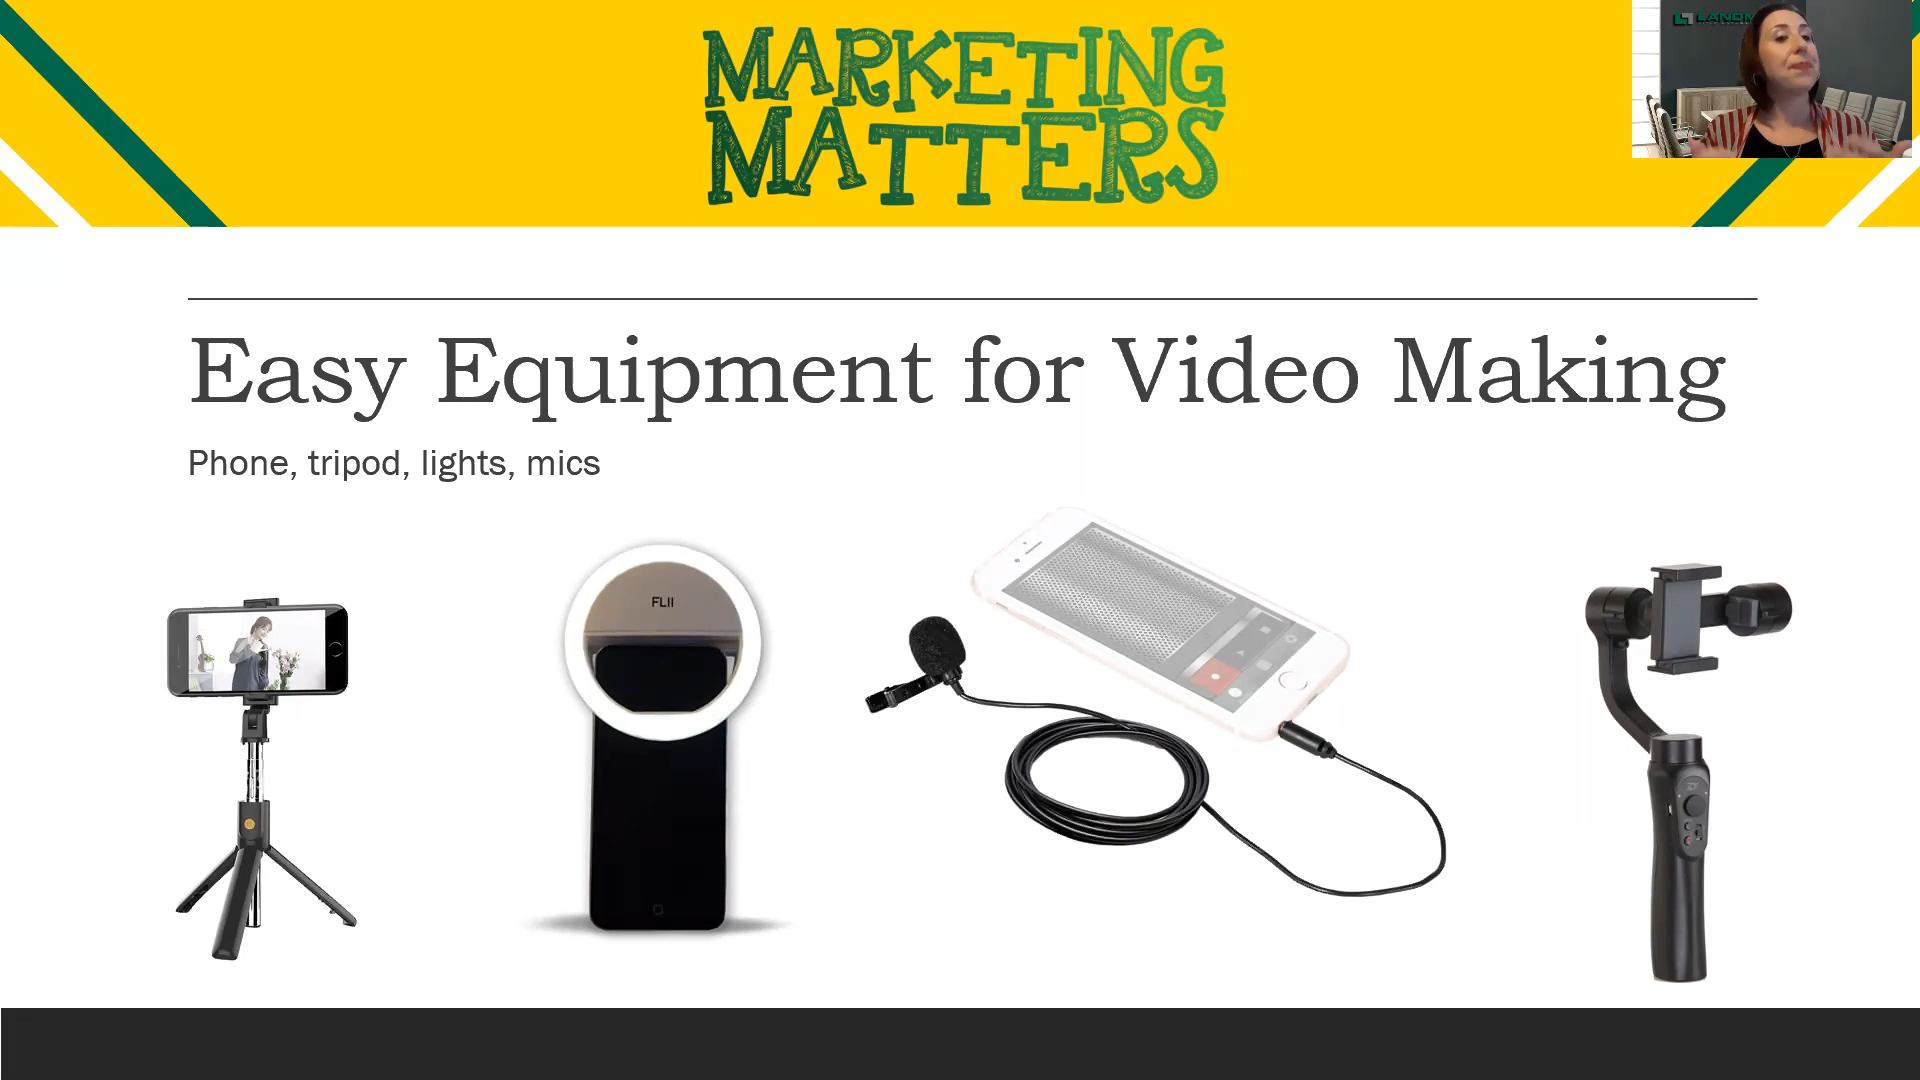 MARKETING
MATTERS
Easy Equipment for Video Making
Phone, tripod, lights, mics
FLII